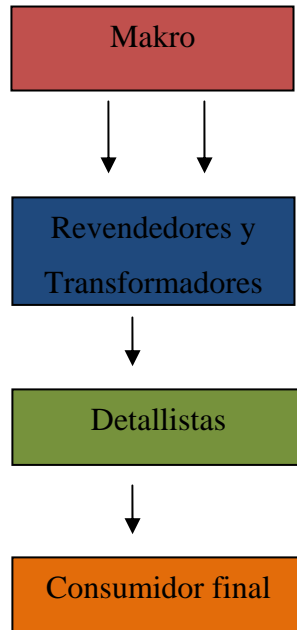 Makro
Revendedores y
Transformadores
Detallistas
Consumidor final